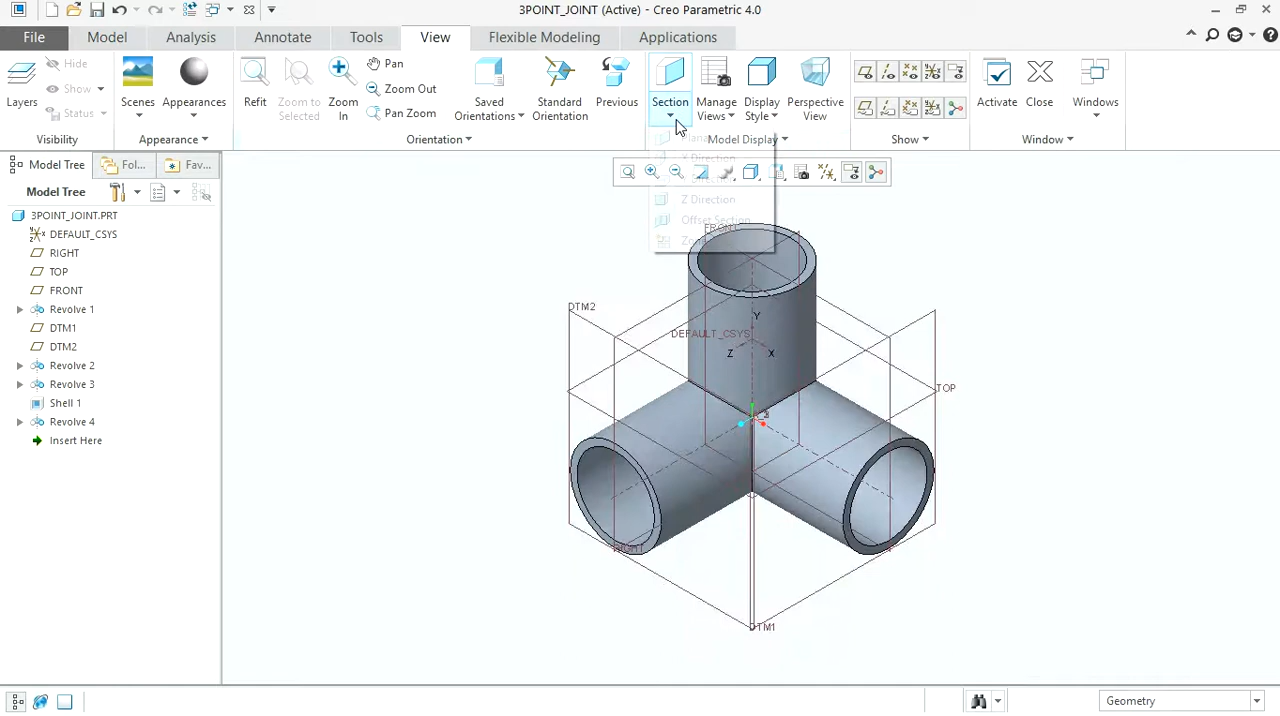 3POINT_JOINT (Active) - Creo Parametric 4.0
File Model Analysis Annotate Tools View Flexible Modeling Applications
Hide
Show
Status
Layers
Visibility
Scenes
Appearances
Appearance
Refit
Zoom to Selected
Zoom In
Pan
Zoom Out
Pan Zoom
Saved Orientations
Standard Orientation
Previous
Orientation
Section
Manage Views
Display Style
Perspective View
Model Display
Show
Activate
Close
Windows
Window
Model Tree
Fol...
Fav...
Model Tree
3POINT_JOINT.PRT
DEFAULT_CSYS
RIGHT
TOP
FRONT
Revolve 1
DTM1
DTM2
Revolve 2
Revolve 3
Shell 1
Revolve 4
Insert Here
Y Direction
Z Direction
Offset Section
FRONT
DTM2
Y
DEFAULT_CSYS
Z
X
TOP
RIGHT
DTM1
Geometry